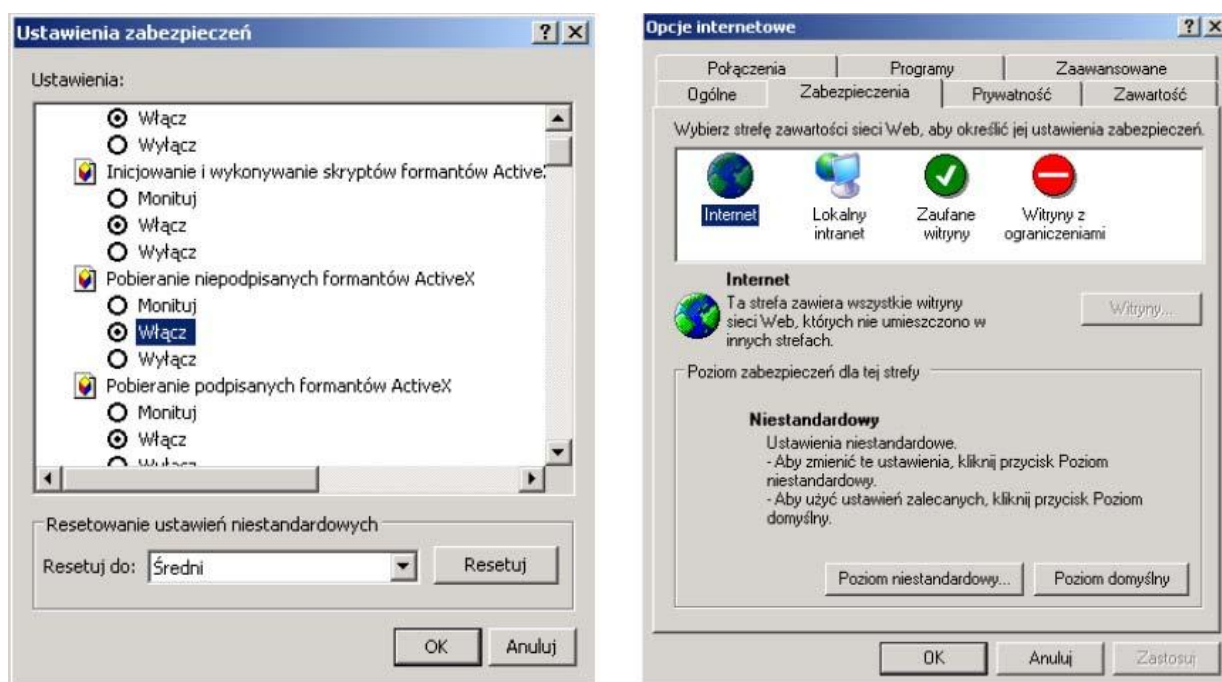 Ustawienia zabezpieczeń
Ustawienia:
Włącz
Wyłącz
Inicjowanie i wykonywanie skryptów formantów Active
Monituj
Włącz
Wyłącz
Pobieranie niepodpisanych formantów ActiveX
Monituj
Włącz
Wyłącz
Pobieranie podpisanych formantów ActiveX
Monituj
Włącz
Resetowanie ustawień niestandardowych
Resetuj do: Średni Resetuj
OK Anuluj
Opcje internetowe
Połączenia Programy Zaawansowane
Ogólne Zabezpieczenia Prywatność Zawartość
Wybierz strefę zawartości sieci Web, aby określić jej ustawienia zabezpieczeń.
Internet Lokalny Zaufane Witryny z
intranet witryny ograniczeniami
Internet
Ta strefa zawiera wszystkie witryny
sieci Web, których nie umieszczono w
innych strefach.
Witryny...
Poziom zabezpieczeń dla tej strefy
Niestandardowy
Ustawienia niestandardowe.
- Aby zmienić te ustawienia, kliknij przycisk Poziom
niestandardowy.
- Aby użyć ustawień zalecanych, kliknij przycisk Poziom
domyślny.
Poziom niestandardowy... Poziom domyślny
OK Anuluj Zastosuj